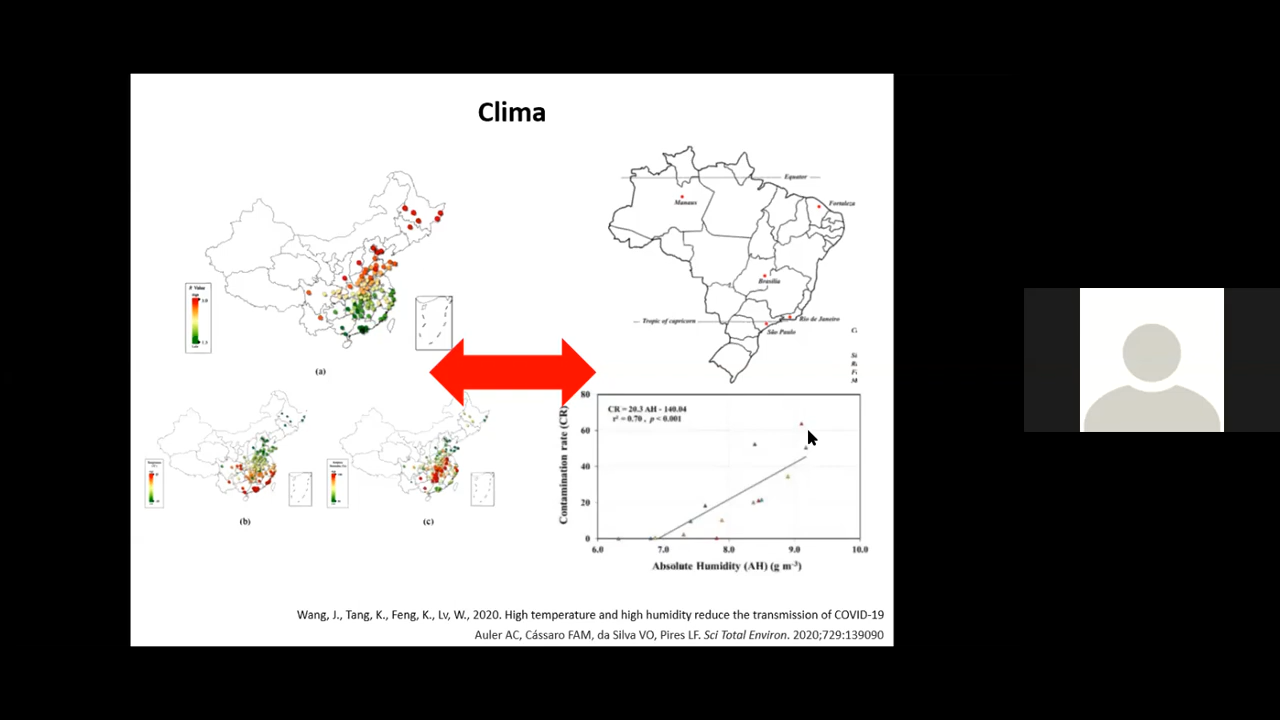 Clima
Equator
Manaus
Fortaleza
Brasília
Tropic of capricorn
Rio de Janeiro
São Paulo
(a)
(b)
(c)
80
60
40
20
0
CR = 20.3 AH - 140.04
r² = 0.70 , p < 0.001
Contamination rate (CR)
6.0 7.0 8.0 9.0 10.0
Absolute Humidity (AH) (g m⁻³)
Wang, J., Tang, K., Feng, K., Lv, W., 2020. High temperature and high humidity reduce the transmission of COVID-19
Auler AC, Cássaro FAM, da Silva VO, Pires LF. Sci Total Environ. 2020;729:139090